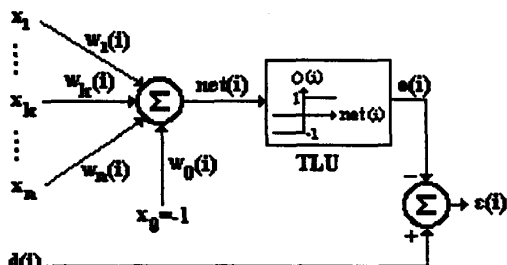 x1
w1(i)
xk
wk(i)
Σ
net(i)
O(i)
1
net(i)
-1
TLU
o(i)
xn
wn(i)
w0(i)
x0=-1
−
Σ
ε(i)
+
d(i)